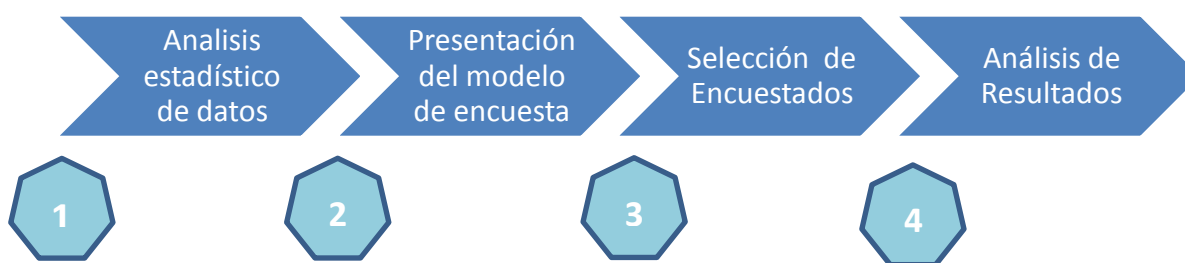 Analisis
estadístico
de datos
Presentación
del modelo
de encuesta
Selección de
Encuestados
Análisis de
Resultados
1
2
3
4